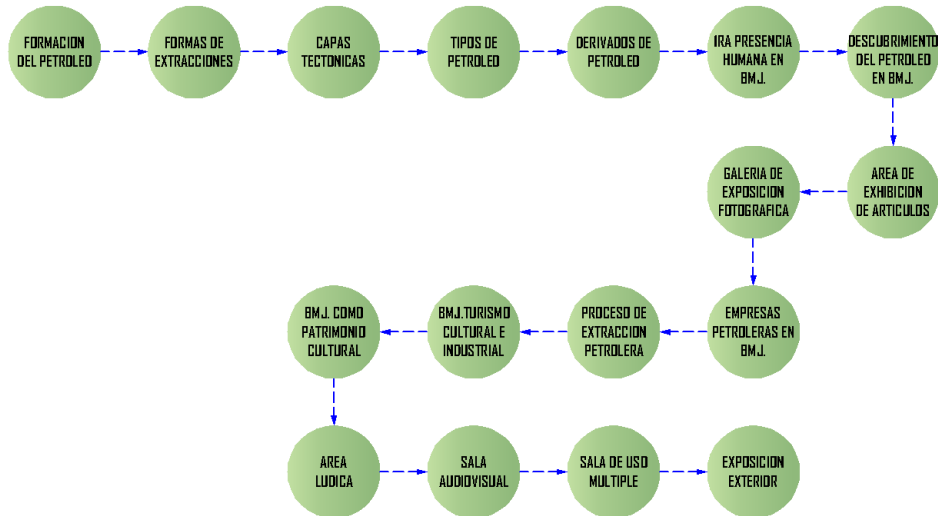 FORMACION
DEL PETROLEO
FORMAS DE
EXTRACCIONES
CAPAS
TECTONICAS
TIPOS DE
PETROLEO
DERIVADOS DE
PETROLEO
IRA PRESENCIA
HUMANA EN
BMJ.
DESCUBRIMIENTO
DEL PETROLEO
EN BMJ.
AREA DE
EXHIBICION
DE ARTICULOS
GALERIA DE
EXPOSICION
FOTOGRAFICA
EMPRESAS
PETROLERAS EN
BMJ.
PROCESO DE
EXTRACCION
PETROLERA
BMJ.TURISMO
CULTURAL E
INDUSTRIAL
BMJ. COMO
PATRIMONIO
CULTURAL
AREA
LUDICA
SALA
AUDIOVISUAL
SALA DE USO
MULTIPLE
EXPOSICION
EXTERIOR